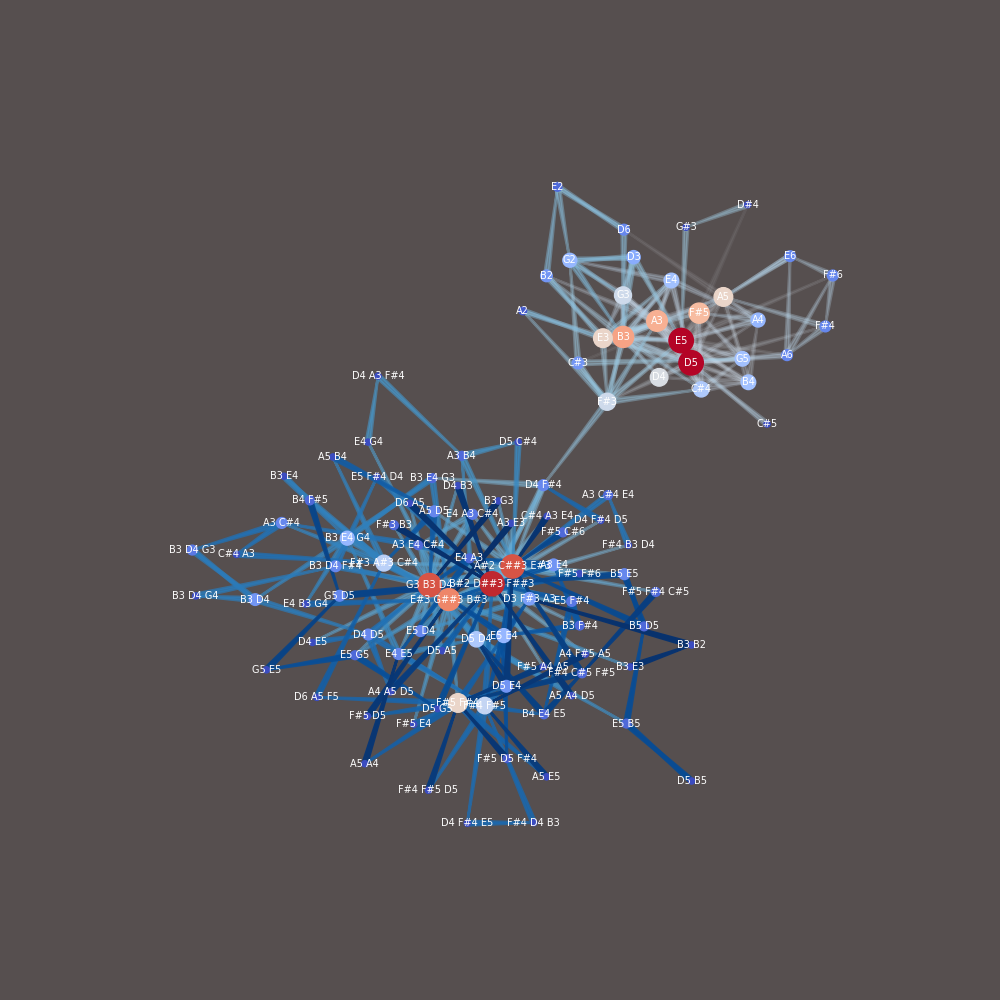 E2
D#4
G#3
D6
E6
D3
G2
F#6
B2
E4
G3
A5
A2
F#5
A3
A4
F#4
E3
B3
E5
A6
G5
C#3
D5
D4
B4
C#4
F#3
C#5
D4 A3 F#4
E4 G4
D5 C#4
A3 B4
A5 B4
B3 E4
E5 F#4 D4
B3 E4 G3
D4 B3
D4 F#4
A3 C#4 E4
B4 F#5
D6 A5
B3 G3
A5 D5
E4 A3 C#4
C#4 A3 E4
A3 C#4
F#3 B3
A3 E3
D4 F#4 D5
F#5 C#6
B3 E4 G4
A3 E4 C#4
F#4 B3 D4
B3 D4 G3
C#4 A3
E4 A3
F#3 A#3 C#4
B3 D4 F#4
A#2 C##3 E#3
A3 E4
F#5 F#6
B5 E5
G3 B3 D4
B#2 D##3 F##3
F#5 F#4 C#5
B3 D4 G4
G5 D5
B3 D4
E4 B3 G4
E#3 G##3 B#3
D3 F#3 A3
E5 F#4
B3 F#4
B5 D5
E5 D4
D4 D5
E5 E4
D5 D4
D4 E5
B3 B2
D5 A5
E4 E5
E5 G5
A4 F#5 A5
B3 E3
F#5 A4 A5
G5 E5
F#4 C#5 F#5
D5 E4
A4 A5 D5
A5 A4 D5
D6 A5 F5
F#5 F#4
F#4 F#5
D5 G5
F#5 D5
B4 E4 E5
F#5 E4
E5 B5
F#5 D5 F#4
A5 A4
A5 E5
D5 B5
F#4 F#5 D5
D4 F#4 E5
F#4 D4 B3